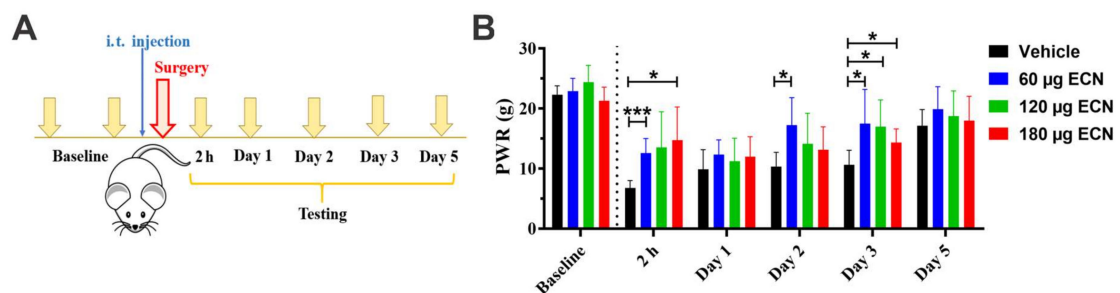 A
i.t. injection
Surgery
Baseline
2 h
Day 1
Day 2
Day 3
Day 5
Testing
B
PWR (g)
30
20
10
0
***
*
*
*
*
*
Baseline
2 h
Day 1
Day 2
Day 3
Day 5
Vehicle
60 µg ECN
120 µg ECN
180 µg ECN